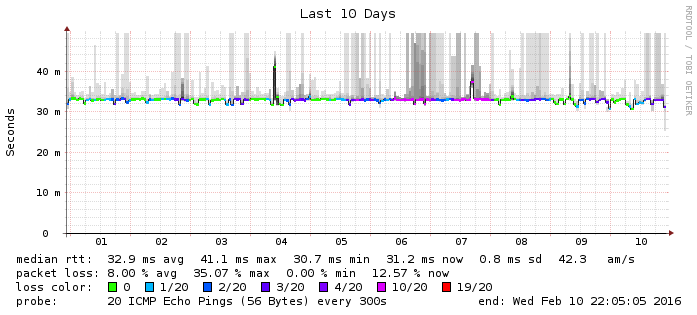 Last 10 Days
RRDTOOL / TOBI OETIKER
Seconds
40 m
30 m
20 m
10 m
0
01 02 03 04 05 06 07 08 09 10
median rtt: 32.9 ms avg 41.1 ms max 30.7 ms min 31.2 ms now 0.8 ms sd 42.3 am/s
packet loss: 8.00 % avg 35.07 % max 0.00 % min 12.57 % now
loss color: 0 1/20 2/20 3/20 4/20 10/20 19/20
probe: 20 ICMP Echo Pings (56 Bytes) every 300s end: Wed Feb 10 22:05:05 2016